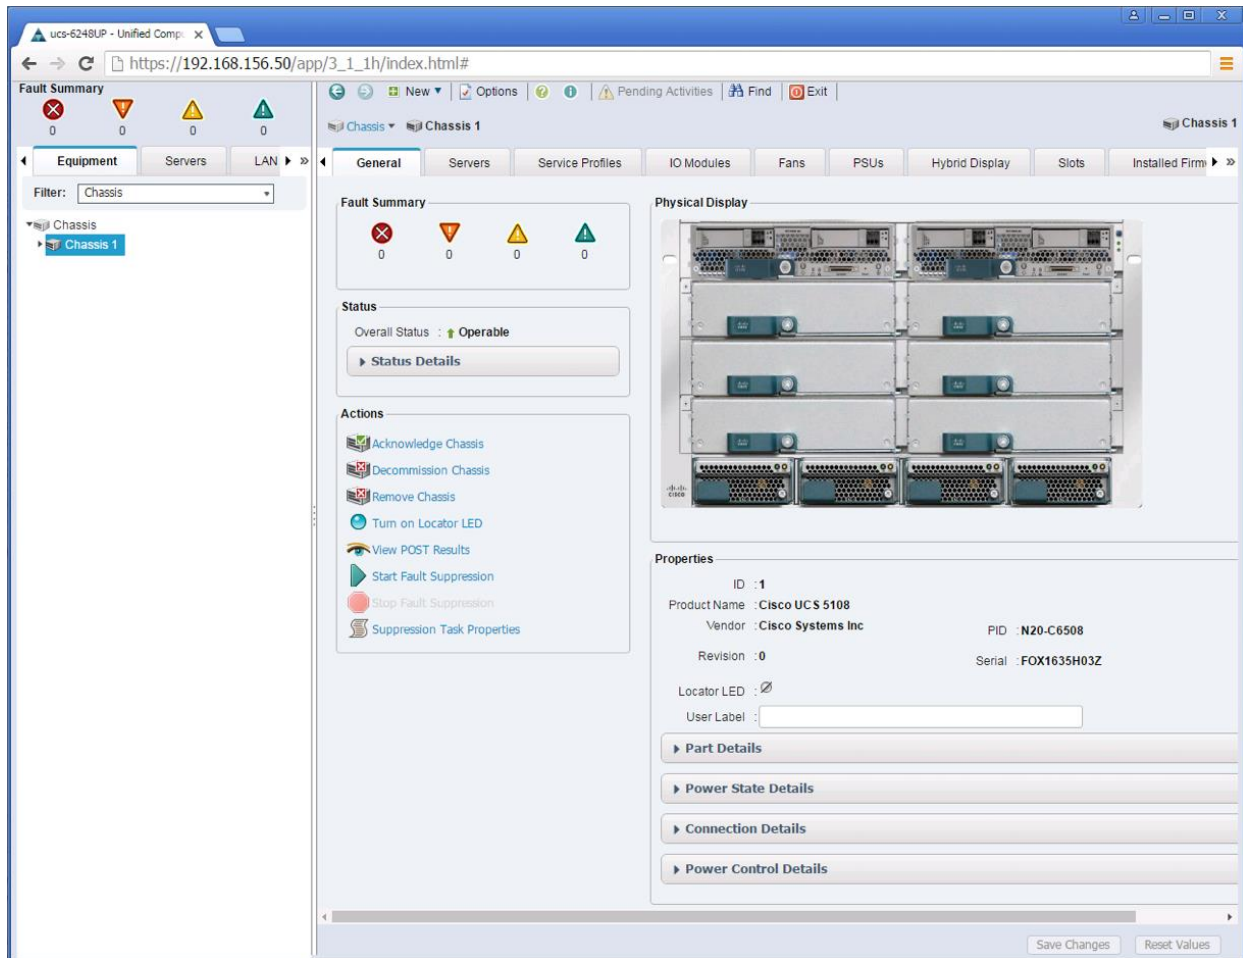 ucs-6248UP - Unified Comp
https://192.168.156.50/app/3_1_1h/index.html#
Fault Summary
0 0 0 0
New Options Pending Activities Find Exit
Chassis Chassis 1 Chassis 1
Equipment Servers LAN
General Servers Service Profiles IO Modules Fans PSUs Hybrid Display Slots Installed Firm
Filter: Chassis
Chassis
Chassis 1
Fault Summary
0 0 0 0
Status
Overall Status : Operable
Status Details
Actions
Acknowledge Chassis
Decommission Chassis
Remove Chassis
Turn on Locator LED
View POST Results
Start Fault Suppression
Stop Fault Suppression
Suppression Task Properties
Physical Display
CISCO
Properties
ID : 1
Product Name : Cisco UCS 5108
Vendor : Cisco Systems Inc PID : N20-C6508
Revision : 0 Serial : FOX1635H03Z
Locator LED :
User Label :
Part Details
Power State Details
Connection Details
Power Control Details
Save Changes Reset Values